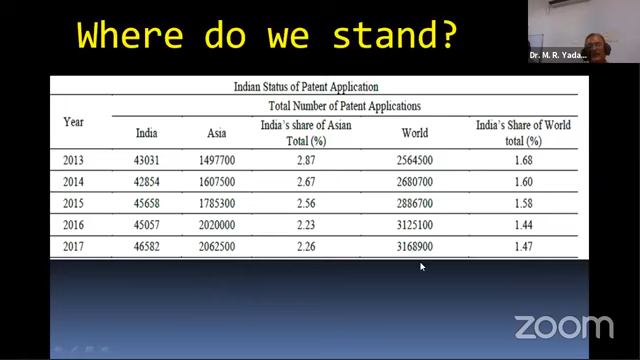 Where do we stand?
Dr. M. R. Yada...
Indian Status of Patent Application
Year
Total Number of Patent Applications
India
Asia
India's share of Asian Total (%)
World
India's Share of World total (%)
2013 43031 1497700 2.87 2564500 1.68
2014 42854 1607500 2.67 2680700 1.60
2015 45658 1785300 2.56 2886700 1.58
2016 45057 2020000 2.23 3125100 1.44
2017 46582 2062500 2.26 3168900 1.47
zoom